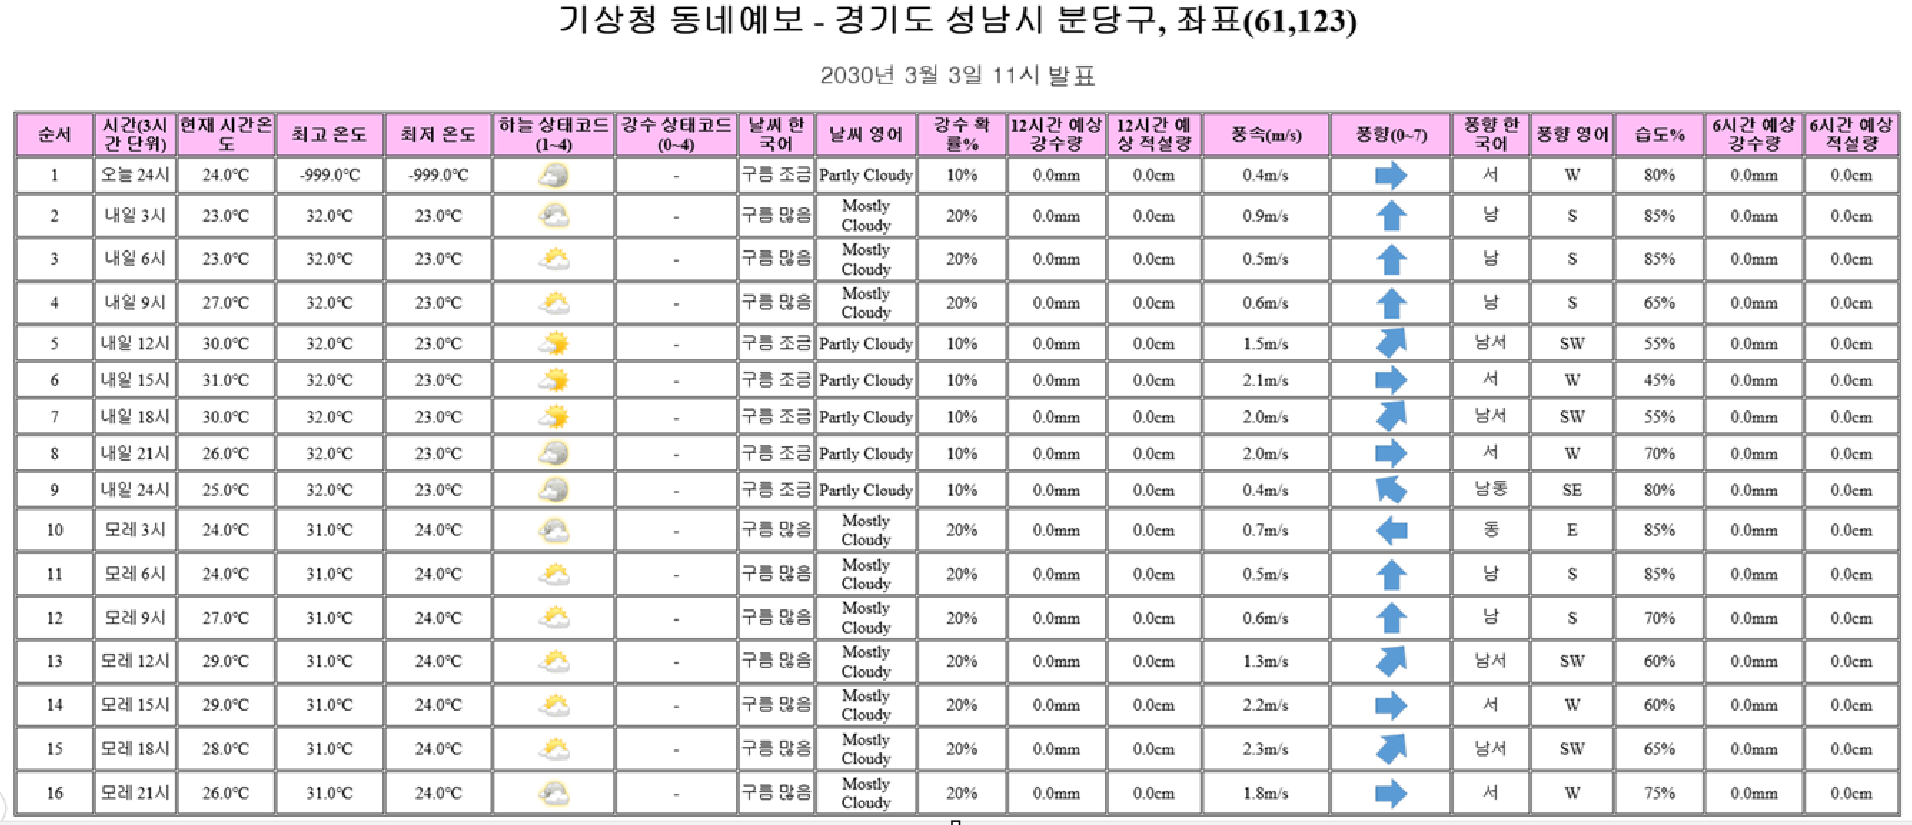 기상청 동네예보 - 경기도 성남시 분당구, 좌표(61,123)
2030년 3월 3일 11시 발표
순서 시간(3시간 단위) 현재 시간온도 최고 온도 최저 온도 하늘 상태코드(1~4) 강수 상태코드(0~4) 날씨 한국어 날씨 영어 강수 확률% 12시간 예상 강수량 12시간 예상 적설량 풍속(m/s) 풍향(0~7) 풍향 한국어 풍향 영어 습도% 6시간 예상 강수량 6시간 예상 적설량
1 오늘 24시 24.0℃ -999.0℃ -999.0℃ - 구름 조금 Partly Cloudy 10% 0.0mm 0.0cm 0.4m/s 서 W 80% 0.0mm 0.0cm
2 내일 3시 23.0℃ 32.0℃ 23.0℃ - 구름 많음 Mostly Cloudy 20% 0.0mm 0.0cm 0.9m/s 남 S 85% 0.0mm 0.0cm
3 내일 6시 23.0℃ 32.0℃ 23.0℃ - 구름 많음 Mostly Cloudy 20% 0.0mm 0.0cm 0.5m/s 남 S 85% 0.0mm 0.0cm
4 내일 9시 27.0℃ 32.0℃ 23.0℃ - 구름 많음 Mostly Cloudy 20% 0.0mm 0.0cm 0.6m/s 남 S 65% 0.0mm 0.0cm
5 내일 12시 30.0℃ 32.0℃ 23.0℃ - 구름 조금 Partly Cloudy 10% 0.0mm 0.0cm 1.5m/s 남서 SW 55% 0.0mm 0.0cm
6 내일 15시 31.0℃ 32.0℃ 23.0℃ - 구름 조금 Partly Cloudy 10% 0.0mm 0.0cm 2.1m/s 서 W 45% 0.0mm 0.0cm
7 내일 18시 30.0℃ 32.0℃ 23.0℃ - 구름 조금 Partly Cloudy 10% 0.0mm 0.0cm 2.0m/s 남서 SW 55% 0.0mm 0.0cm
8 내일 21시 26.0℃ 32.0℃ 23.0℃ - 구름 조금 Partly Cloudy 10% 0.0mm 0.0cm 2.0m/s 서 W 70% 0.0mm 0.0cm
9 내일 24시 25.0℃ 32.0℃ 23.0℃ - 구름 조금 Partly Cloudy 10% 0.0mm 0.0cm 0.4m/s 남동 SE 80% 0.0mm 0.0cm
10 모레 3시 24.0℃ 31.0℃ 24.0℃ - 구름 많음 Mostly Cloudy 20% 0.0mm 0.0cm 0.7m/s 동 E 85% 0.0mm 0.0cm
11 모레 6시 24.0℃ 31.0℃ 24.0℃ - 구름 많음 Mostly Cloudy 20% 0.0mm 0.0cm 0.5m/s 남 S 85% 0.0mm 0.0cm
12 모레 9시 27.0℃ 31.0℃ 24.0℃ - 구름 많음 Mostly Cloudy 20% 0.0mm 0.0cm 0.6m/s 남 S 70% 0.0mm 0.0cm
13 모레 12시 29.0℃ 31.0℃ 24.0℃ - 구름 많음 Mostly Cloudy 20% 0.0mm 0.0cm 1.3m/s 남서 SW 60% 0.0mm 0.0cm
14 모레 15시 29.0℃ 31.0℃ 24.0℃ - 구름 많음 Mostly Cloudy 20% 0.0mm 0.0cm 2.2m/s 서 W 60% 0.0mm 0.0cm
15 모레 18시 28.0℃ 31.0℃ 24.0℃ - 구름 많음 Mostly Cloudy 20% 0.0mm 0.0cm 2.3m/s 남서 SW 65% 0.0mm 0.0cm
16 모레 21시 26.0℃ 31.0℃ 24.0℃ - 구름 많음 Mostly Cloudy 20% 0.0mm 0.0cm 1.8m/s 서 W 75% 0.0mm 0.0cm